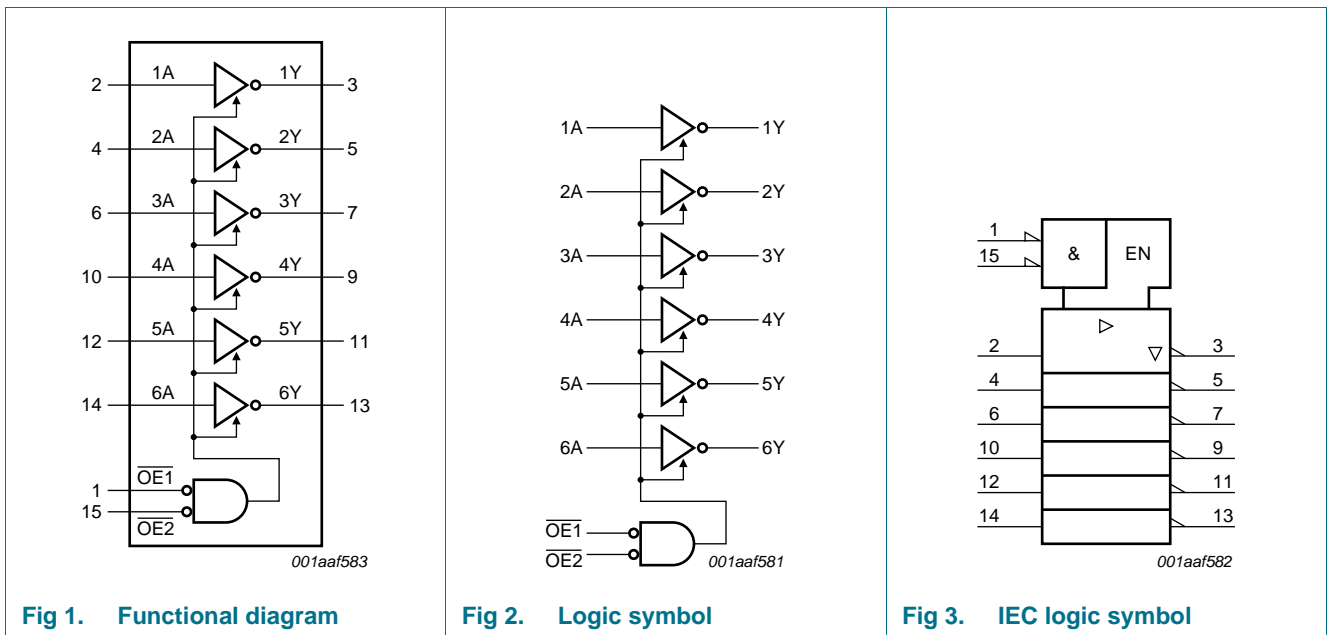 2 1A 1Y 3
4 2A 2Y 5
6 3A 3Y 7
10 4A 4Y 9
12 5A 5Y 11
14 6A 6Y 13
1 OE1
15 OE2
001aaf583
Fig 1. Functional diagram
1A 1Y
2A 2Y
3A 3Y
4A 4Y
5A 5Y
6A 6Y
OE1
OE2
001aaf581
Fig 2. Logic symbol
1
15
& EN
2 3
4 5
6 7
10 9
12 11
14 13
001aaf582
Fig 3. IEC logic symbol